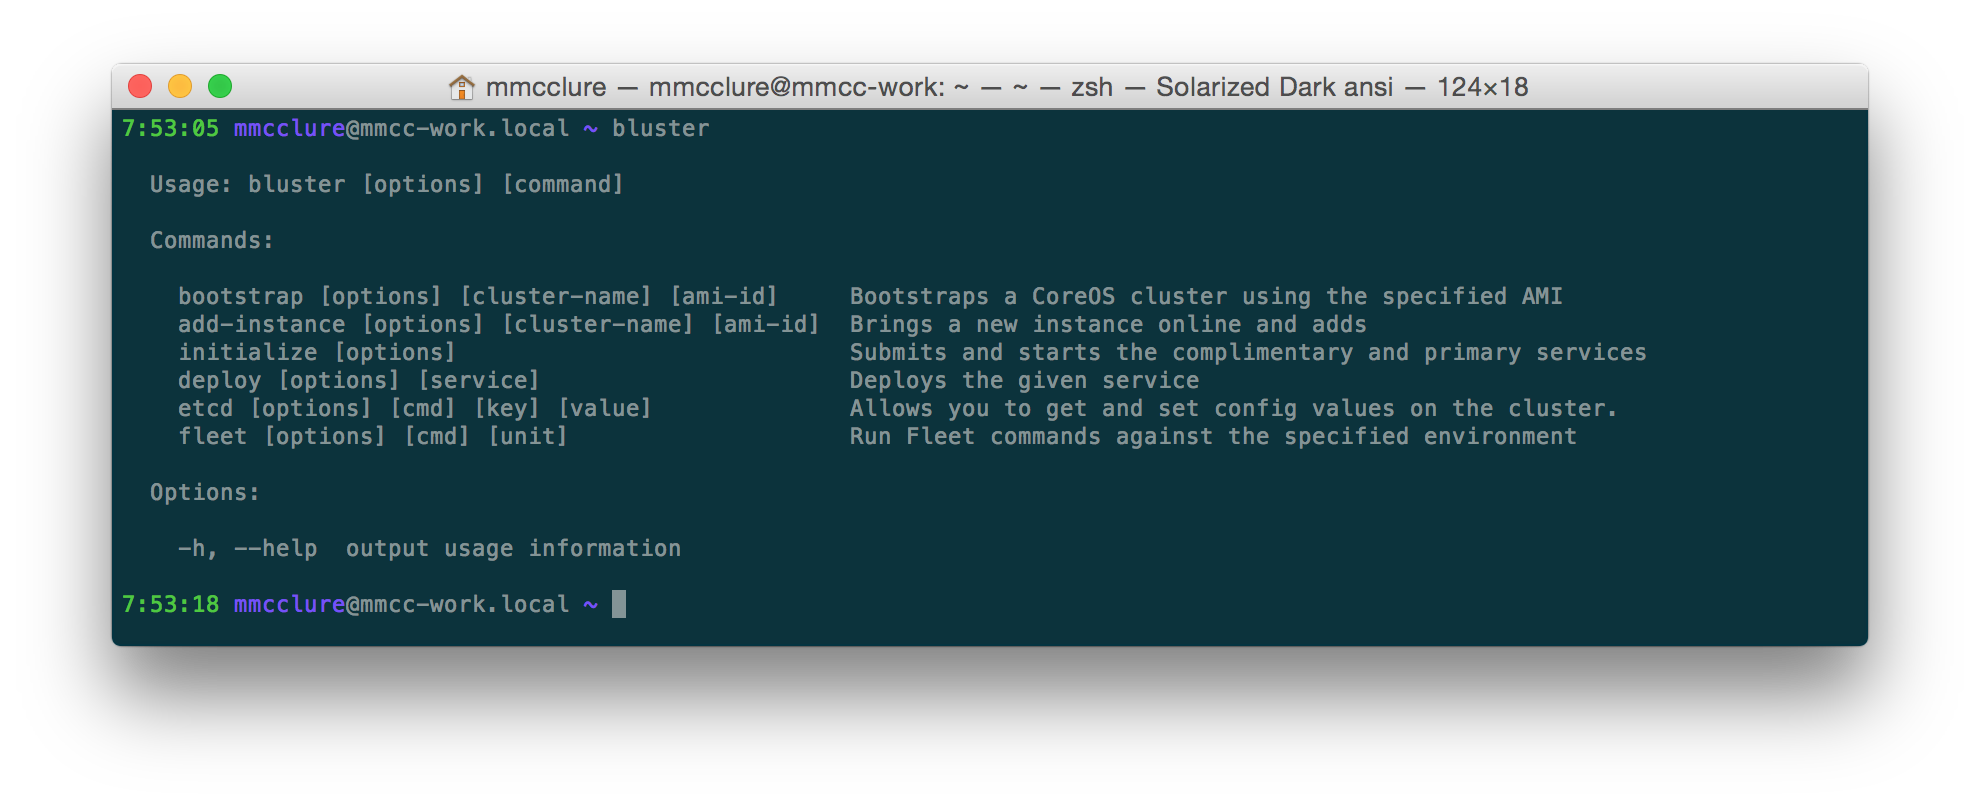 mmcclure — mmcclure@mmcc-work: ~ — ~ — zsh — Solarized Dark ansi — 124×18
7:53:05 mmcclure@mmcc-work.local ~ bluster
Usage: bluster [options] [command]
Commands:
bootstrap [options] [cluster-name] [ami-id] Bootstraps a CoreOS cluster using the specified AMI
add-instance [options] [cluster-name] [ami-id] Brings a new instance online and adds
initialize [options] Submits and starts the complimentary and primary services
deploy [options] [service] Deploys the given service
etcd [options] [cmd] [key] [value] Allows you to get and set config values on the cluster.
fleet [options] [cmd] [unit] Run Fleet commands against the specified environment
Options:
-h, --help output usage information
7:53:18 mmcclure@mmcc-work.local ~